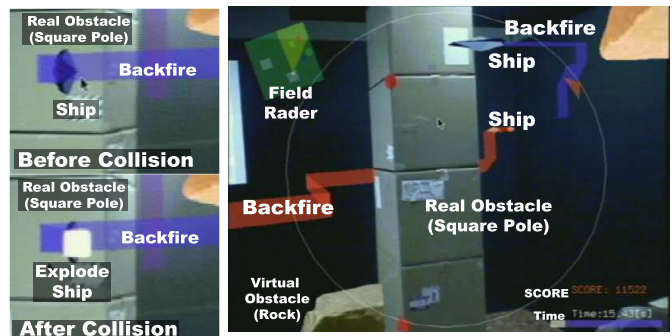 Real Obstacle
(Square Pole)
Backfire
Ship
Before Collision
Real Obstacle
(Square Pole)
Backfire
Explode
Ship
After Collision
Backfire
Ship
Field
Rader
Ship
Backfire
Real Obstacle
(Square Pole)
Virtual
Obstacle
(Rock)
SCORE SCORE: 11522
Time Time:15.43[s]